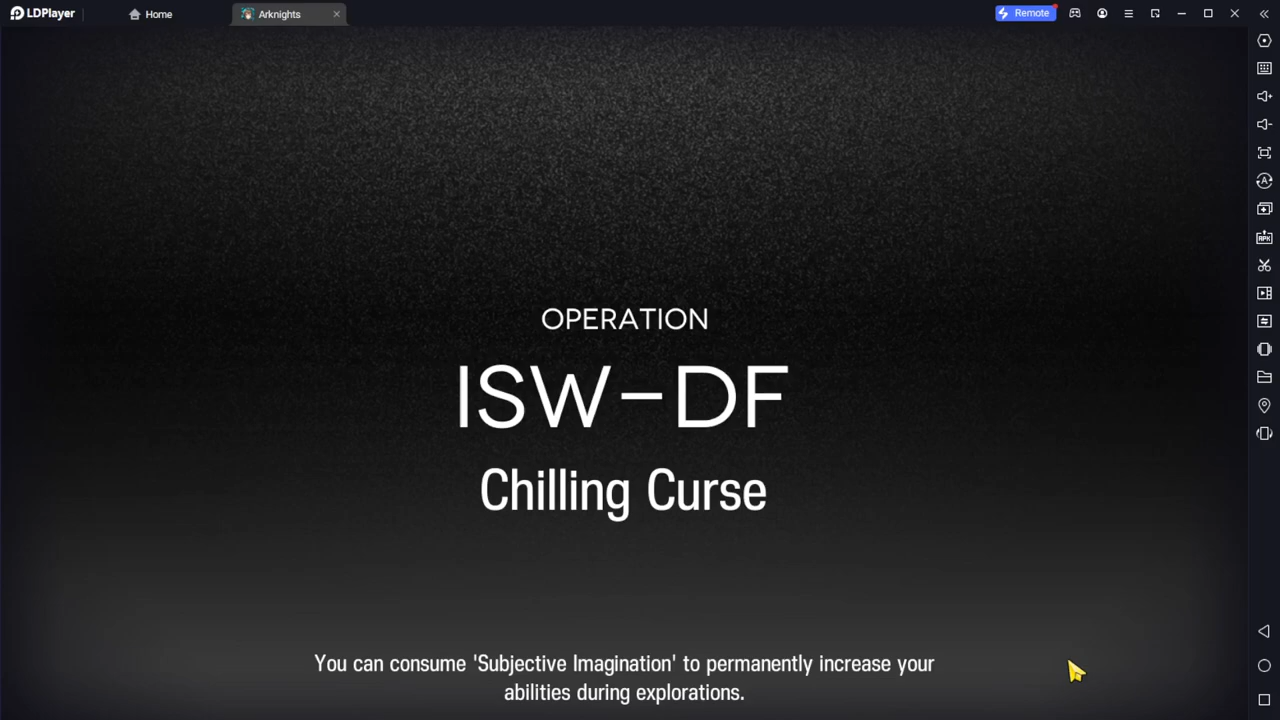 LDPlayer
Home
Arknights
Remote
OPERATION
ISW-DF
Chilling Curse
You can consume 'Subjective Imagination' to permanently increase your
abilities during explorations.